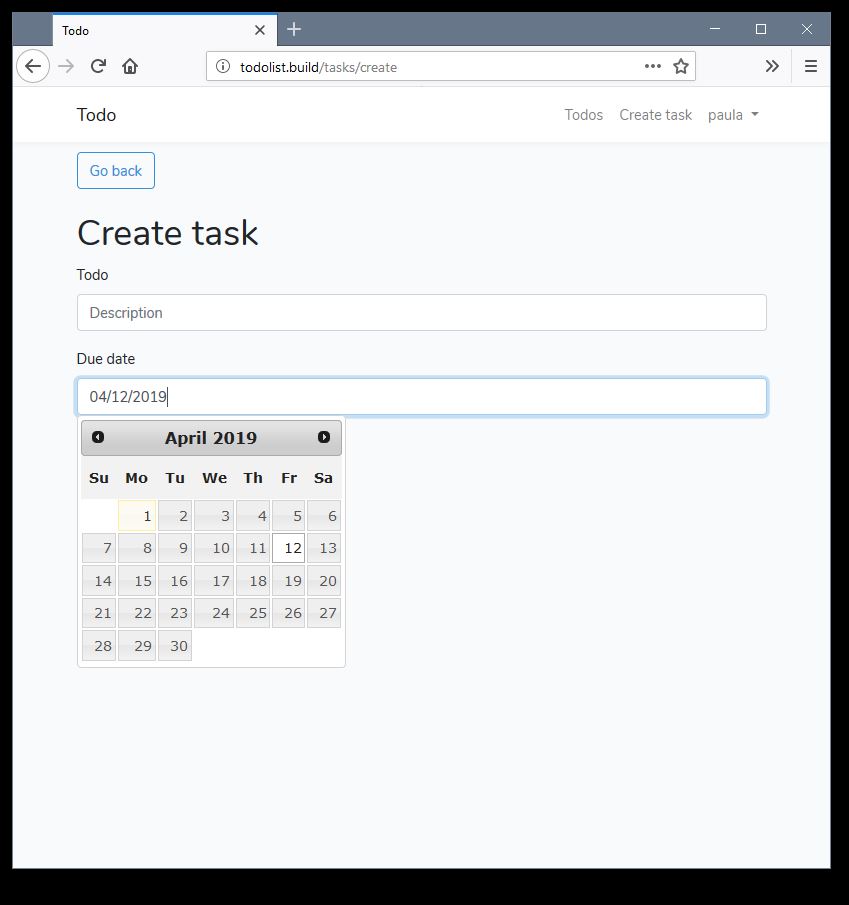 Todo
todolist.build/tasks/create
Todo Todos Create task paula
Go back
Create task
Todo
Description
Due date
04/12/2019
April 2019
Su Mo Tu We Th Fr Sa
1 2 3 4 5 6
7 8 9 10 11 12 13
14 15 16 17 18 19 20
21 22 23 24 25 26 27
28 29 30